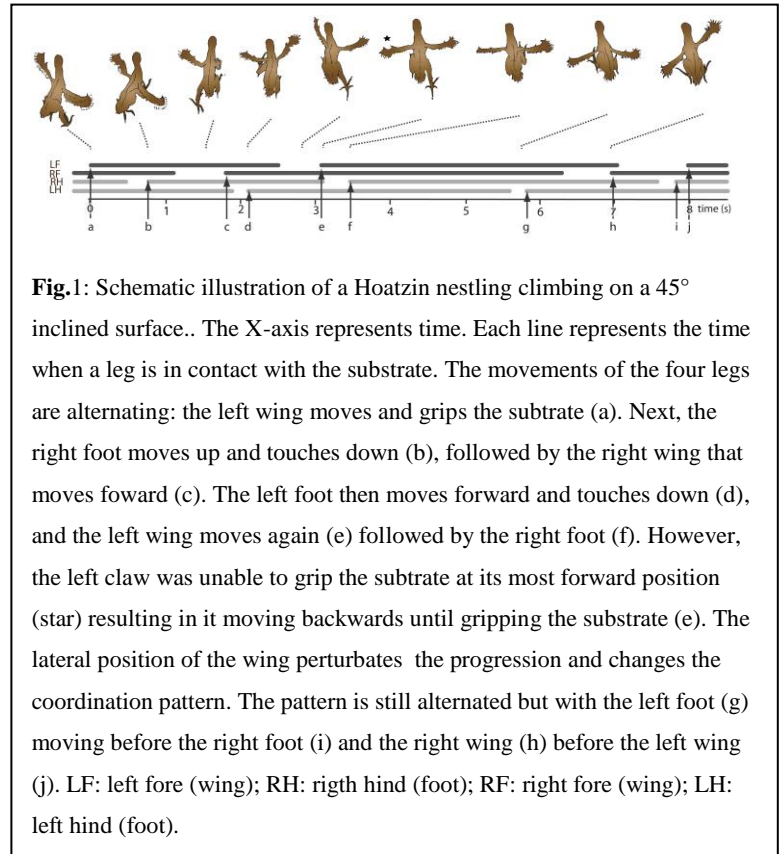 LF
RF
RH
LH
0 1 2 3 4 5 6 7 8 time (s)
a b c d e f g h i j
Fig.1: Schematic illustration of a Hoatzin nestling climbing on a 45°
inclined surface.. The X-axis represents time. Each line represents the time
when a leg is in contact with the substrate. The movements of the four legs
are alternating: the left wing moves and grips the subtrate (a). Next, the
right foot moves up and touches down (b), followed by the right wing that
moves foward (c). The left foot then moves forward and touches down (d),
and the left wing moves again (e) followed by the right foot (f). However,
the left claw was unable to grip the subtrate at its most forward position
(star) resulting in it moving backwards until gripping the substrate (e). The
lateral position of the wing perturbates the progression and changes the
coordination pattern. The pattern is still alternated but with the left foot (g)
moving before the right foot (i) and the right wing (h) before the left wing
(j). LF: left fore (wing); RH: rigth hind (foot); RF: right fore (wing); LH:
left hind (foot).